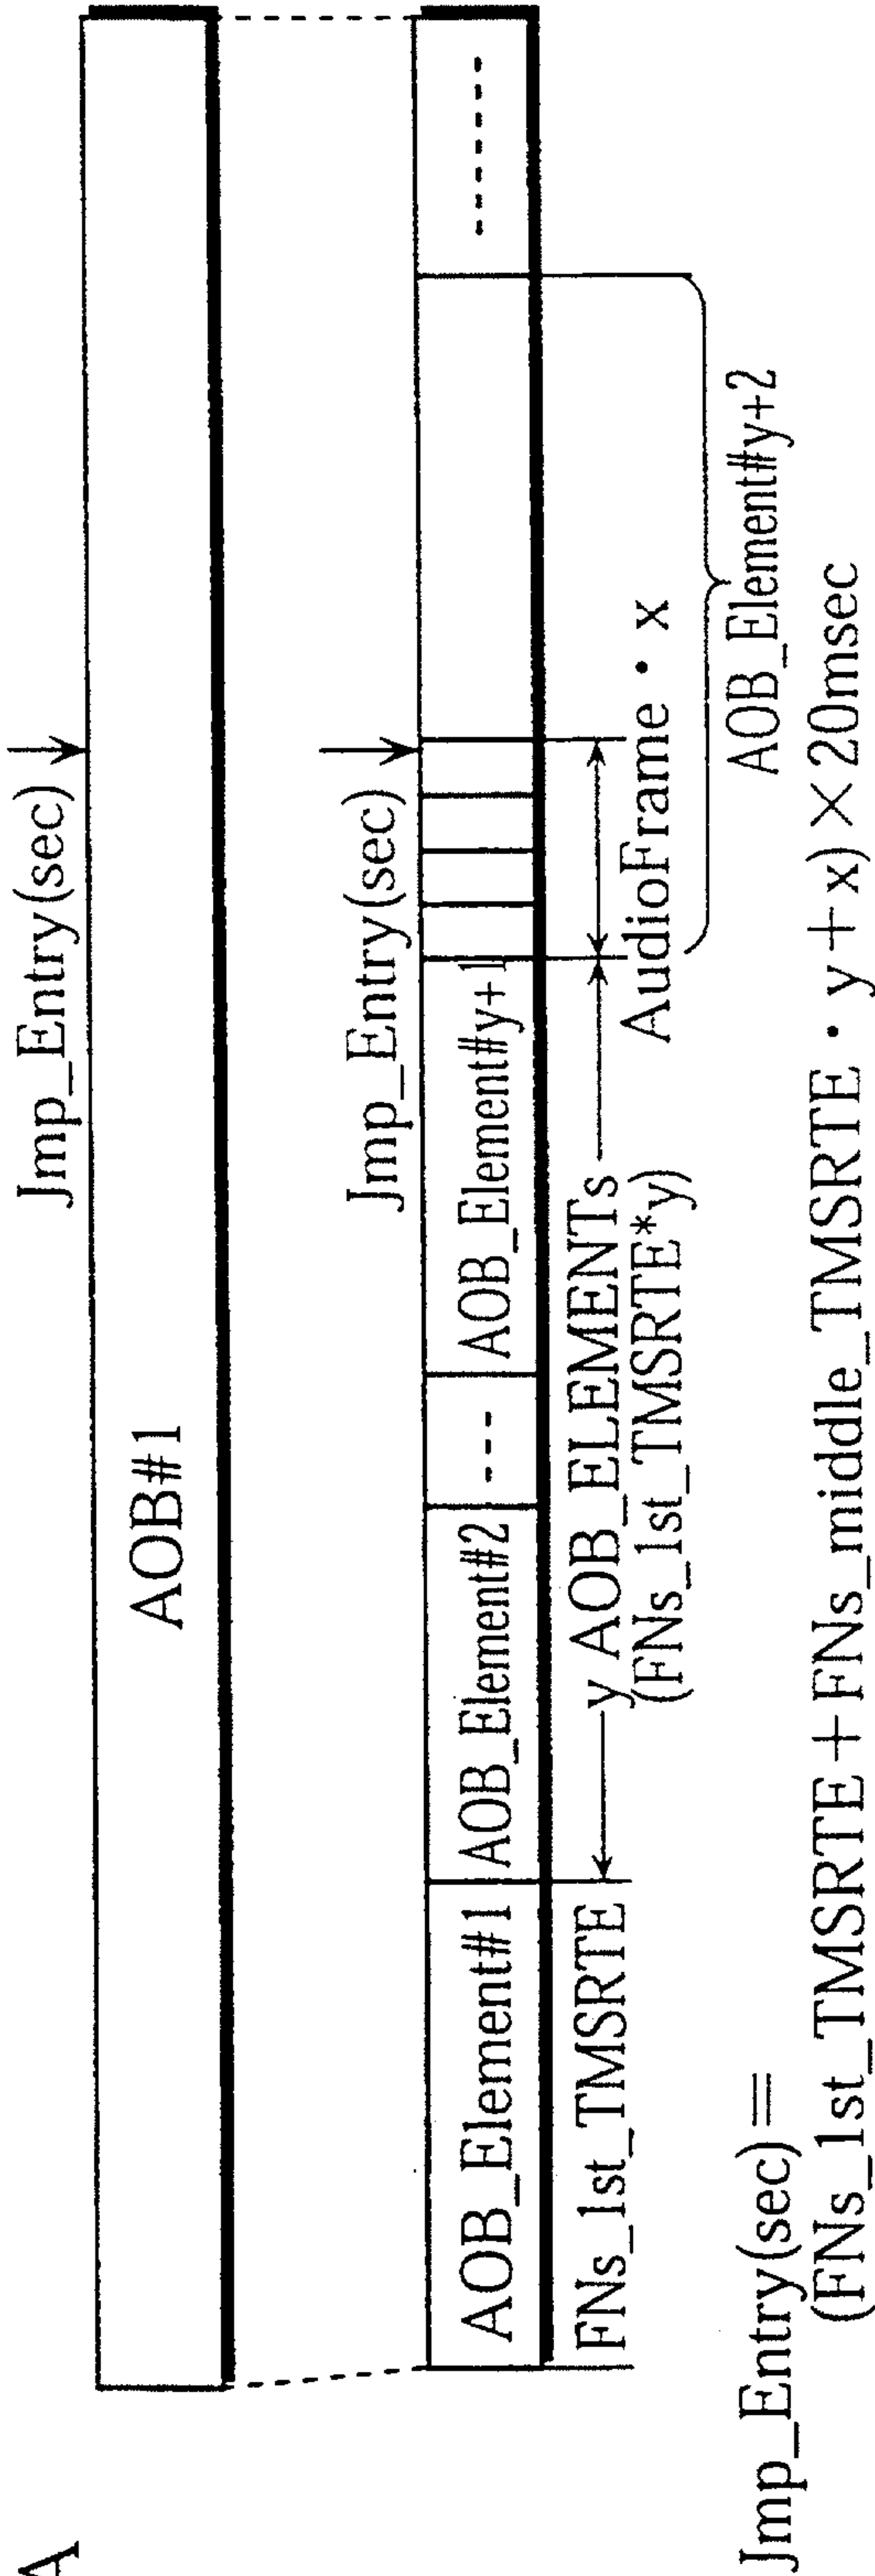 A
Jmp_Entry(sec)
AOB#1
Jmp_Entry(sec)
AOB_Element#1 AOB_Element#2 --- AOB_Element#y+1 -------
FNs_1st_TMSRTE
y AOB_ELEMENTs
(FNs_1st_TMSRTE*y)
AudioFrame・x
AOB_Element#y+2
Jmp_Entry(sec)=
(FNs_1st_TMSRTE+FNs_middle_TMSRTE・y+x)×20msec